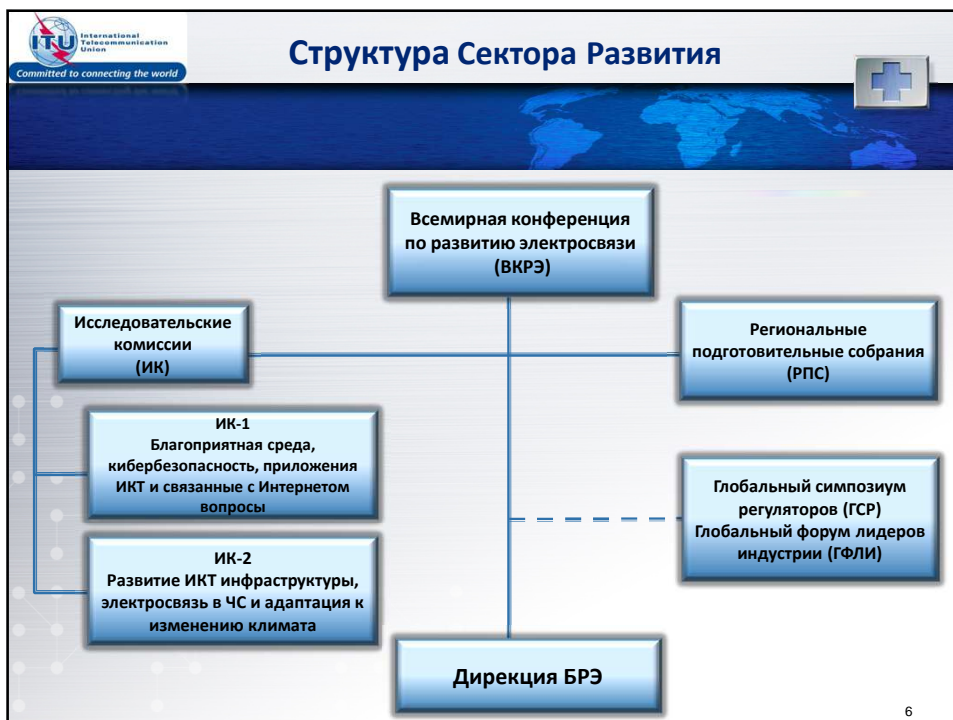 International
Telecommunication
Union
ITU
Committed to connecting the world
Структура Сектора Развития
Всемирная конференция
по развитию электросвязи
(ВКРЭ)
Исследовательские
комиссии
(ИК)
Региональные
подготовительные собрания
(РПС)
ИК-1
Благоприятная среда,
кибербезопасность, приложения
ИКТ и связанные с Интернетом
вопросы
Глобальный симпозиум
регуляторов (ГСР)
Глобальный форум лидеров
индустрии (ГФЛИ)
ИК-2
Развитие ИКТ инфраструктуры,
электросвязь в ЧС и адаптация к
изменению климата
Дирекция БРЭ
6